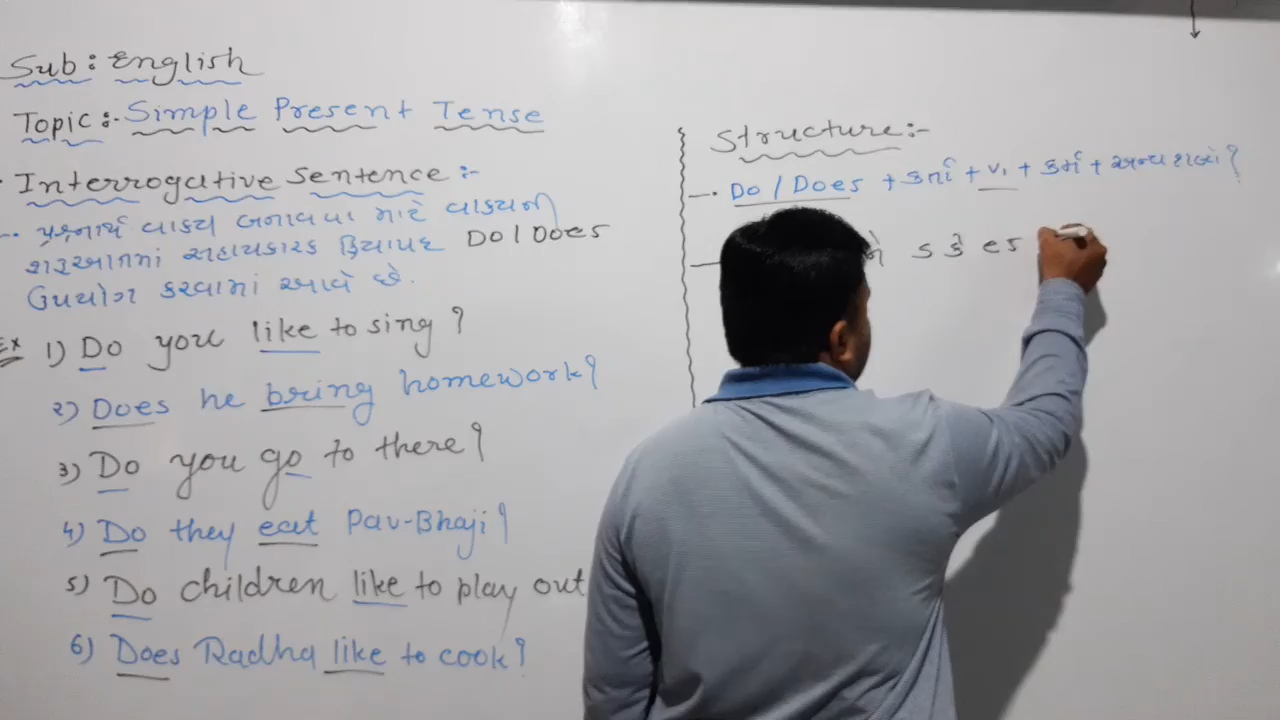 Sub: English
Topic:- Simple Present Tense
Interrogative Sentence:-
પ્રશ્નાર્થ વાક્ય બનાવવા માટે વાક્યની
શરૂઆતમાં સહાયકારક ક્રિયાપદ Do/Does
ઉપયોગ કરવામાં આવે છે.
Ex
1) Do you like to sing?
2) Does he bring homework?
3) Do you go to there?
4) Do they eat Pav-Bhaji?
5) Do children like to play out
6) Does Radha like to cook?
Structure:-
Do / Does + કર્તા + V1 + કર્મ + અન્ય શબ્દો?
es